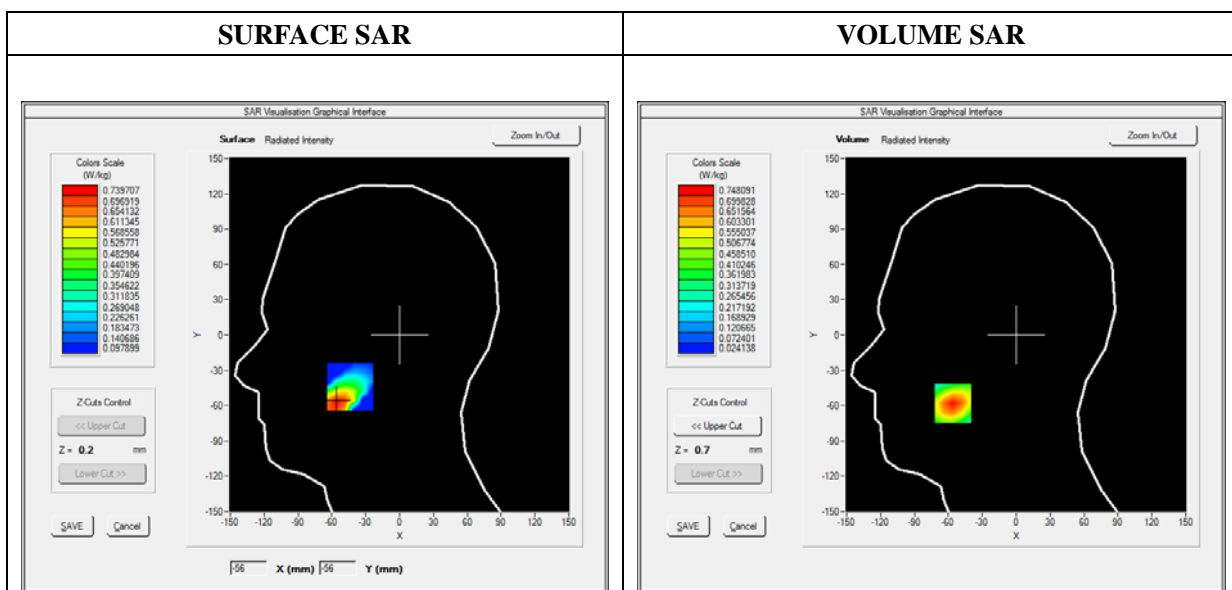 SURFACE SAR
VOLUME SAR
SAR Visualisation Graphical Interface
Surface Radiated Intensity
Zoom In/Out
Colors Scale
(W/kg)
0.739707
0.696919
0.654132
0.611345
0.568558
0.525771
0.482984
0.440196
0.397409
0.354622
0.311835
0.269048
0.226261
0.183473
0.140686
0.097899
Z-Cuts Control
<< Upper Cut
Z = 0.2 mm
Lower Cut >>
SAVE Cancel
150
120
90
60
30
0
-30
-60
-90
-120
-150
Y
-150 -120 -90 -60 -30 0 30 60 90 120 150
X
-56 X (mm) -56 Y (mm)
SAR Visualisation Graphical Interface
Volume Radiated Intensity
Zoom In/Out
Colors Scale
(W/kg)
0.748091
0.699828
0.651564
0.603301
0.555037
0.506774
0.458510
0.410246
0.361983
0.313719
0.265456
0.217192
0.168929
0.120665
0.072401
0.024138
Z-Cuts Control
<< Upper Cut
Z = 0.7 mm
Lower Cut >>
SAVE Cancel
150
120
90
60
30
0
-30
-60
-90
-120
-150
Y
-150 -120 -90 -60 -30 0 30 60 90 120 150
X